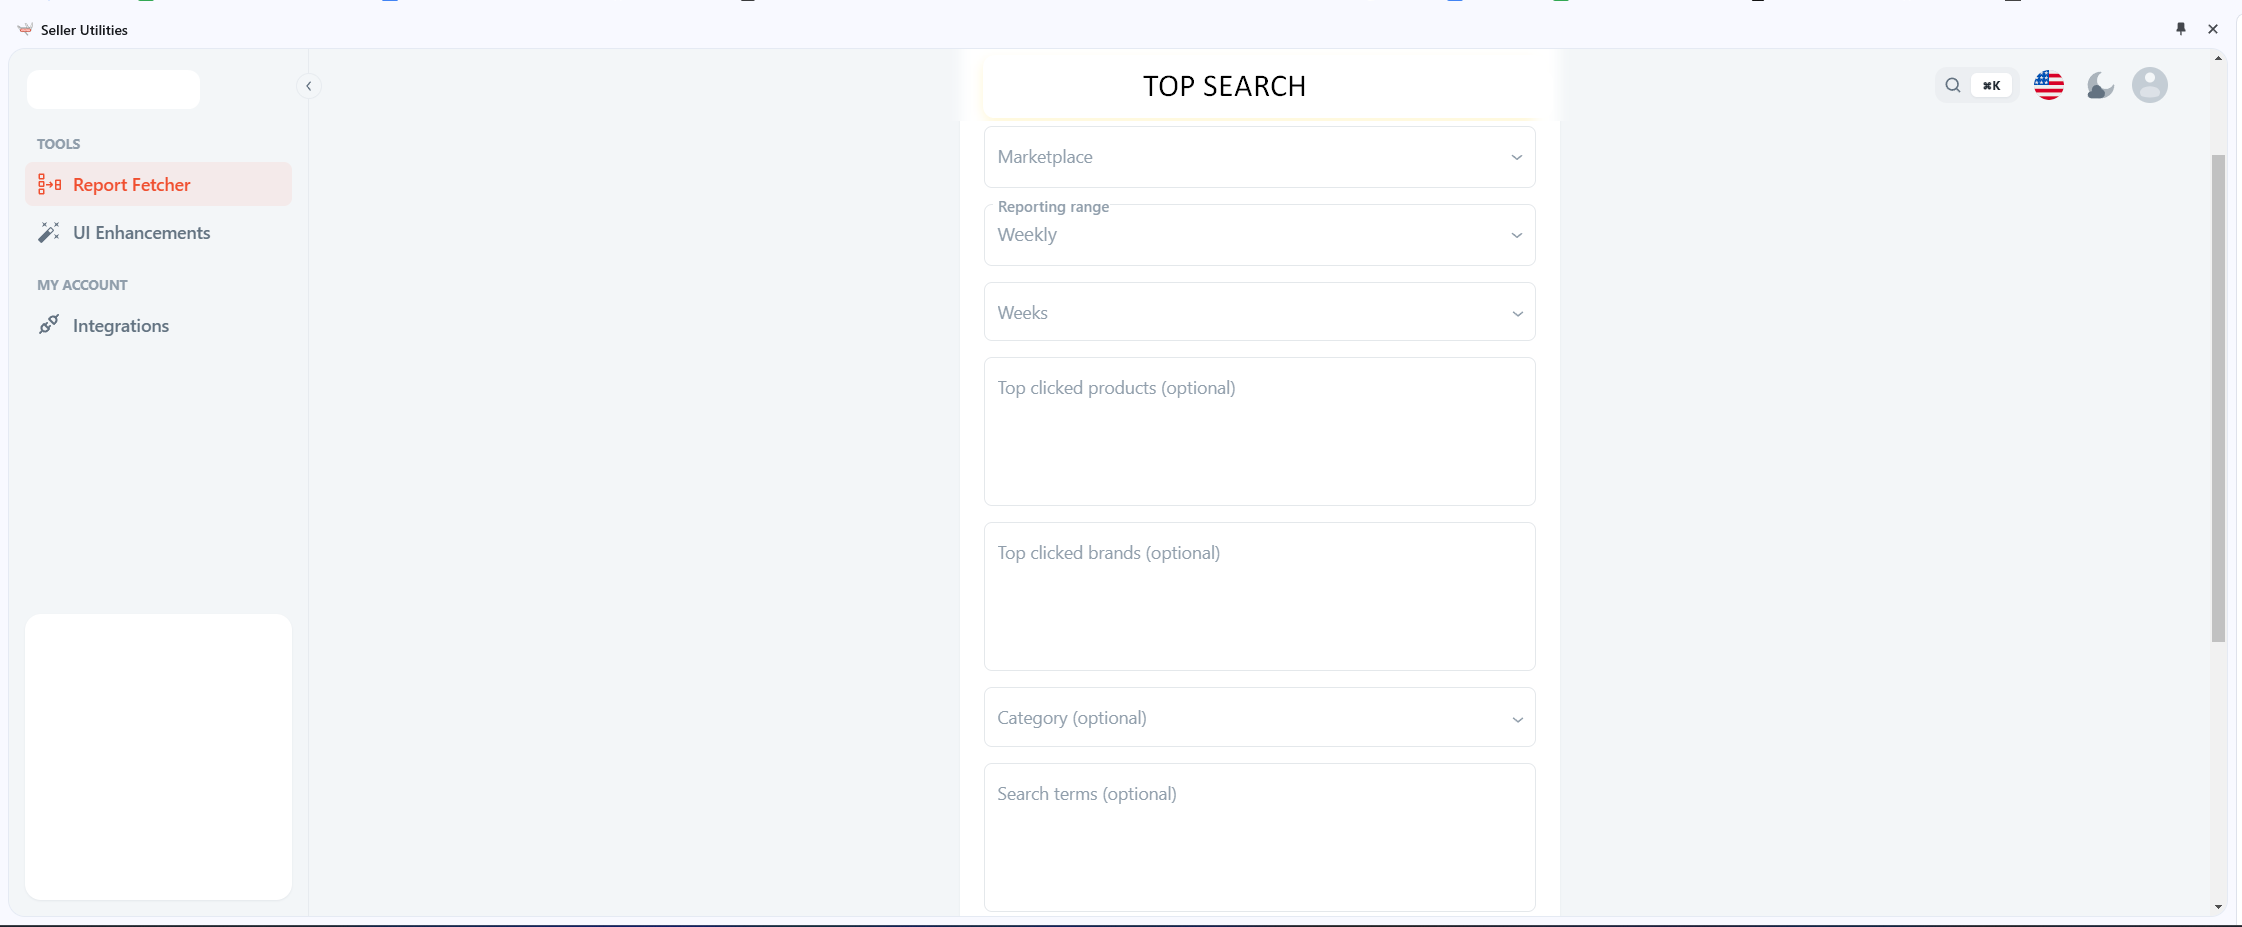 Seller Utilities
TOP SEARCH
⌘K
TOOLS
Report Fetcher
UI Enhancements
MY ACCOUNT
Integrations
Marketplace
Reporting range
Weekly
Weeks
Top clicked products (optional)
Top clicked brands (optional)
Category (optional)
Search terms (optional)